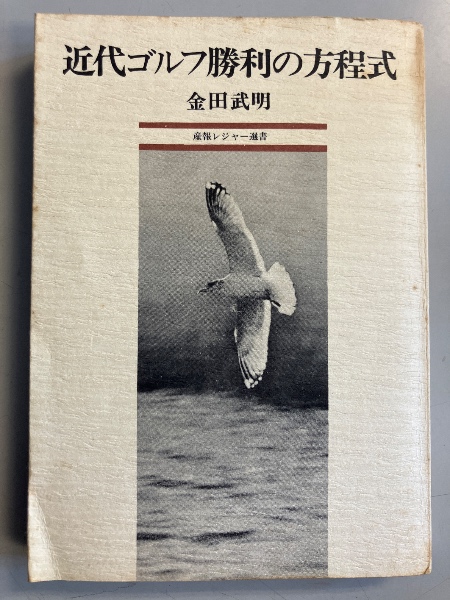 近代ゴルフ勝利の方程式
金田武明
産報レジャー選書